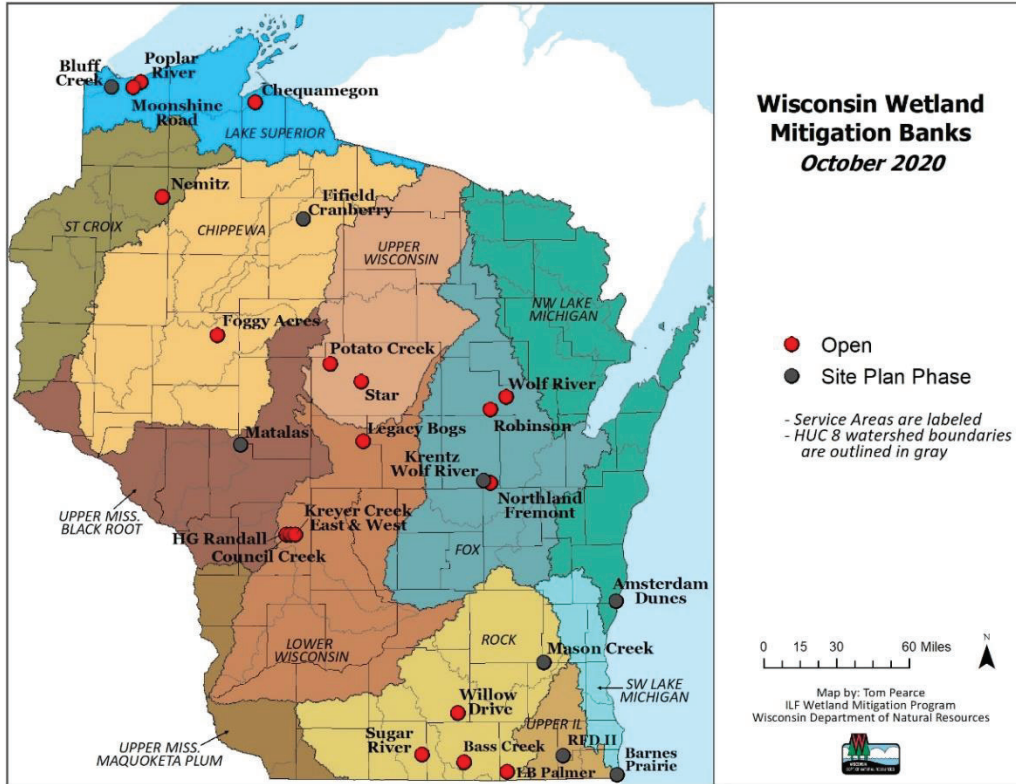 Bluff
Creek
Poplar
River
Moonshine
Road
Chequamegon
LAKE SUPERIOR
Nemitz
ST CROIX
CHIPPEWA
Fifield
Cranberry
UPPER
WISCONSIN
NW LAKE
MICHIGAN
Foggy Acres
Potato Creek
Star
Wolf River
Robinson
Matalas
Legacy Bogs
Krentz
Wolf River
Northland
Fremont
UPPER MISS.
BLACK ROOT
Kreyer Creek
East & West
HG Randall
Council Creek
FOX
Amsterdam
Dunes
LOWER
WISCONSIN
ROCK
Mason Creek
SW LAKE
MICHIGAN
Willow
Drive
UPPER IL
Sugar
River
Bass Creek
RFD II
EB Palmer
Barnes
Prairie
UPPER MISS.
MAQUOKETA PLUM
Wisconsin Wetland
Mitigation Banks
October 2020
Open
Site Plan Phase
- Service Areas are labeled
- HUC 8 watershed boundaries
are outlined in gray
0 15 30 60 Miles
N
Map by: Tom Pearce
ILF Wetland Mitigation Program
Wisconsin Department of Natural Resources
WISCONSIN